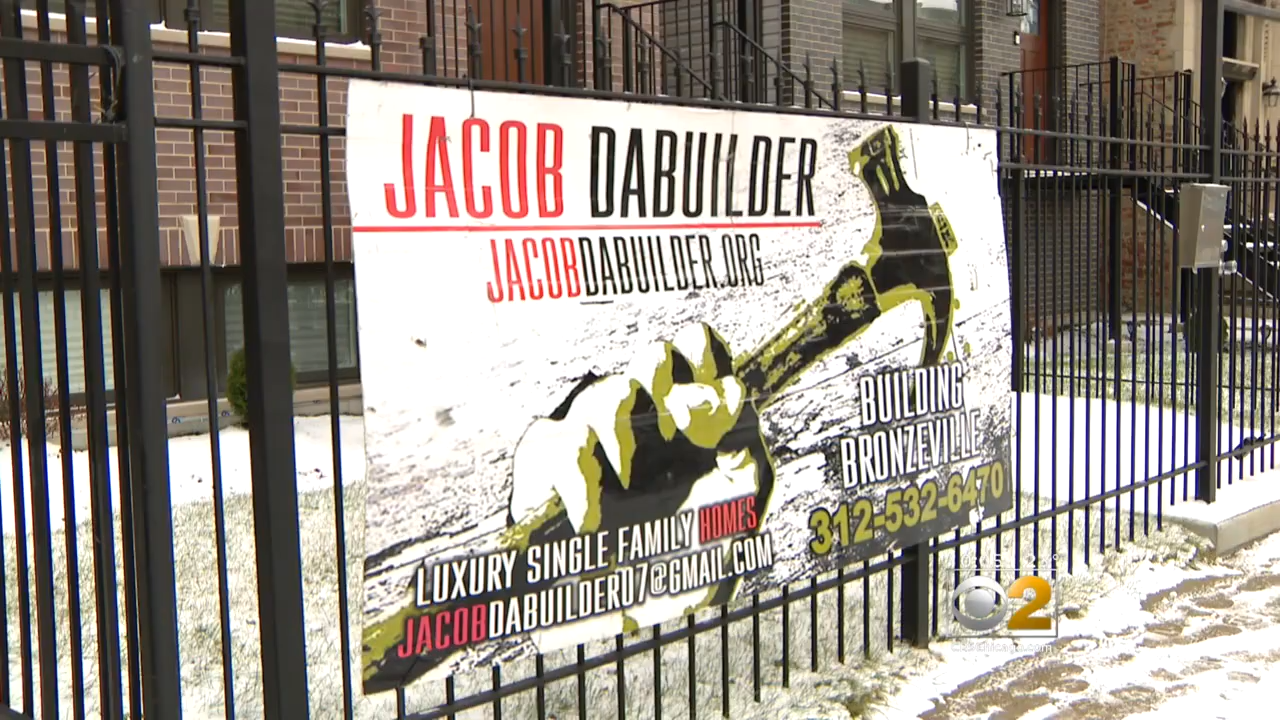 JACOB DABUILDER
JACOBDABUILDER.ORG
BUILDING
BRONZEVILLE
312-532-6470
LUXURY SINGLE FAMILY HOMES
JACOBDABUILDER07@GMAIL.COM
2